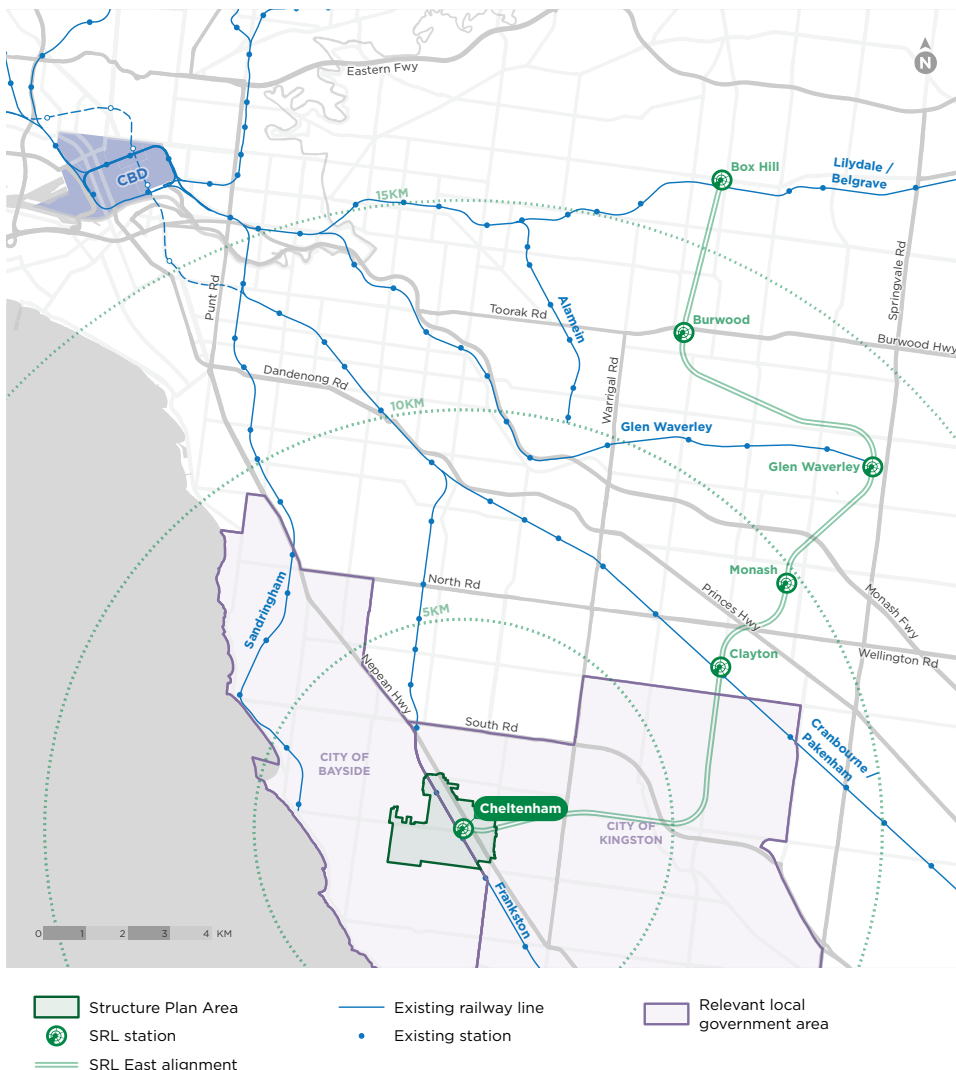 Eastern Fwy
N
CBD
Box Hill
Lilydale /
Belgrave
15KM
Punt Rd
Springvale Rd
Toorak Rd
Alamein
Burwood
Burwood Hwy
Warrigal Rd
Dandenong Rd
10KM
Glen Waverley
Glen Waverley
Monash
North Rd
Princes Hwy
Monash Fwy
Sandringham
5KM
Clayton
Wellington Rd
Nepean Hwy
South Rd
Cranbourne /
Pakenham
CITY OF
BAYSIDE
Cheltenham
CITY OF
KINGSTON
Frankston
0 1 2 3 4 KM
Structure Plan Area
SRL station
SRL East alignment
Existing railway line
Existing station
Relevant local
government area